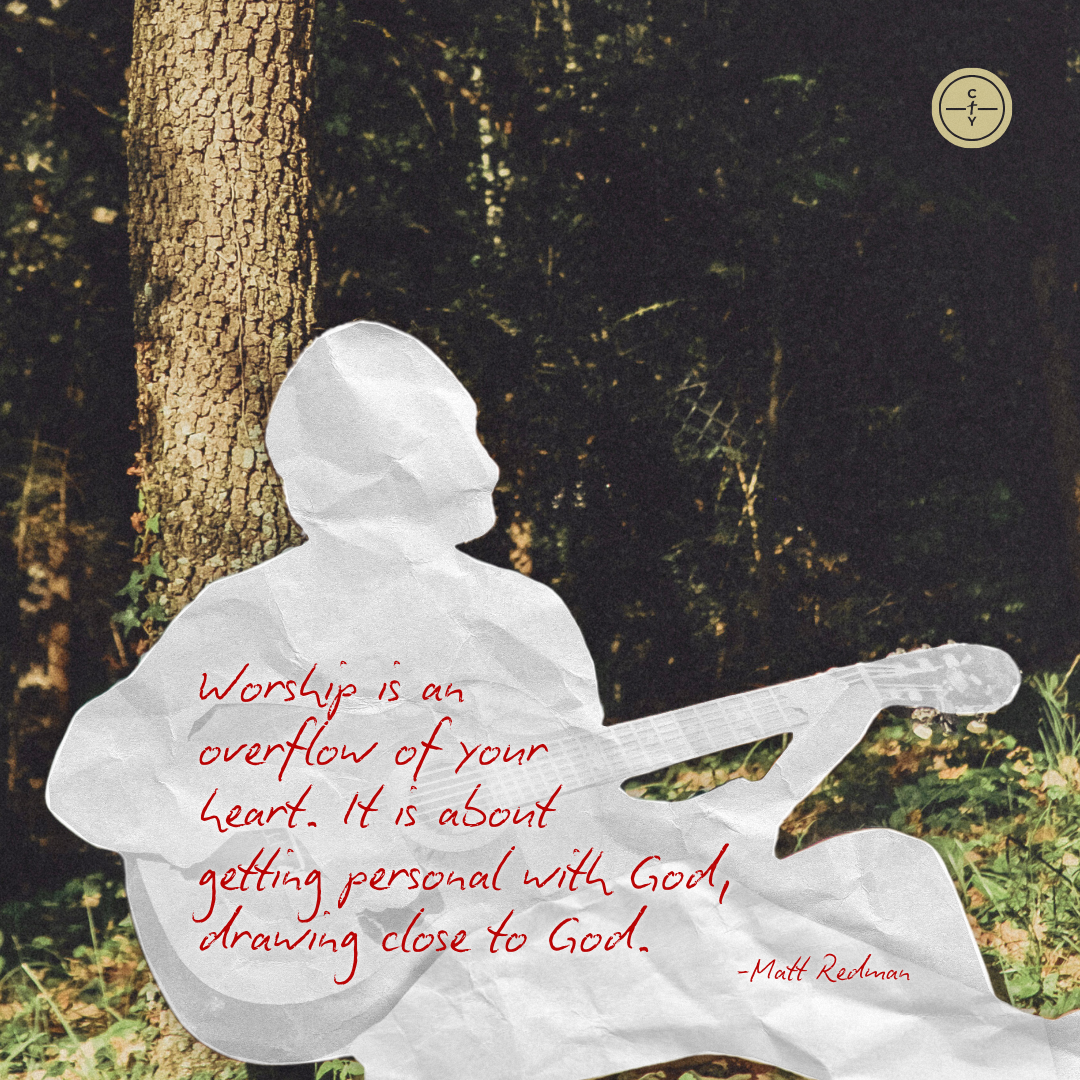 C
f
Y
Worship is an
overflow of your
heart. It is about
getting personal with God,
drawing close to God.
-Matt Redman